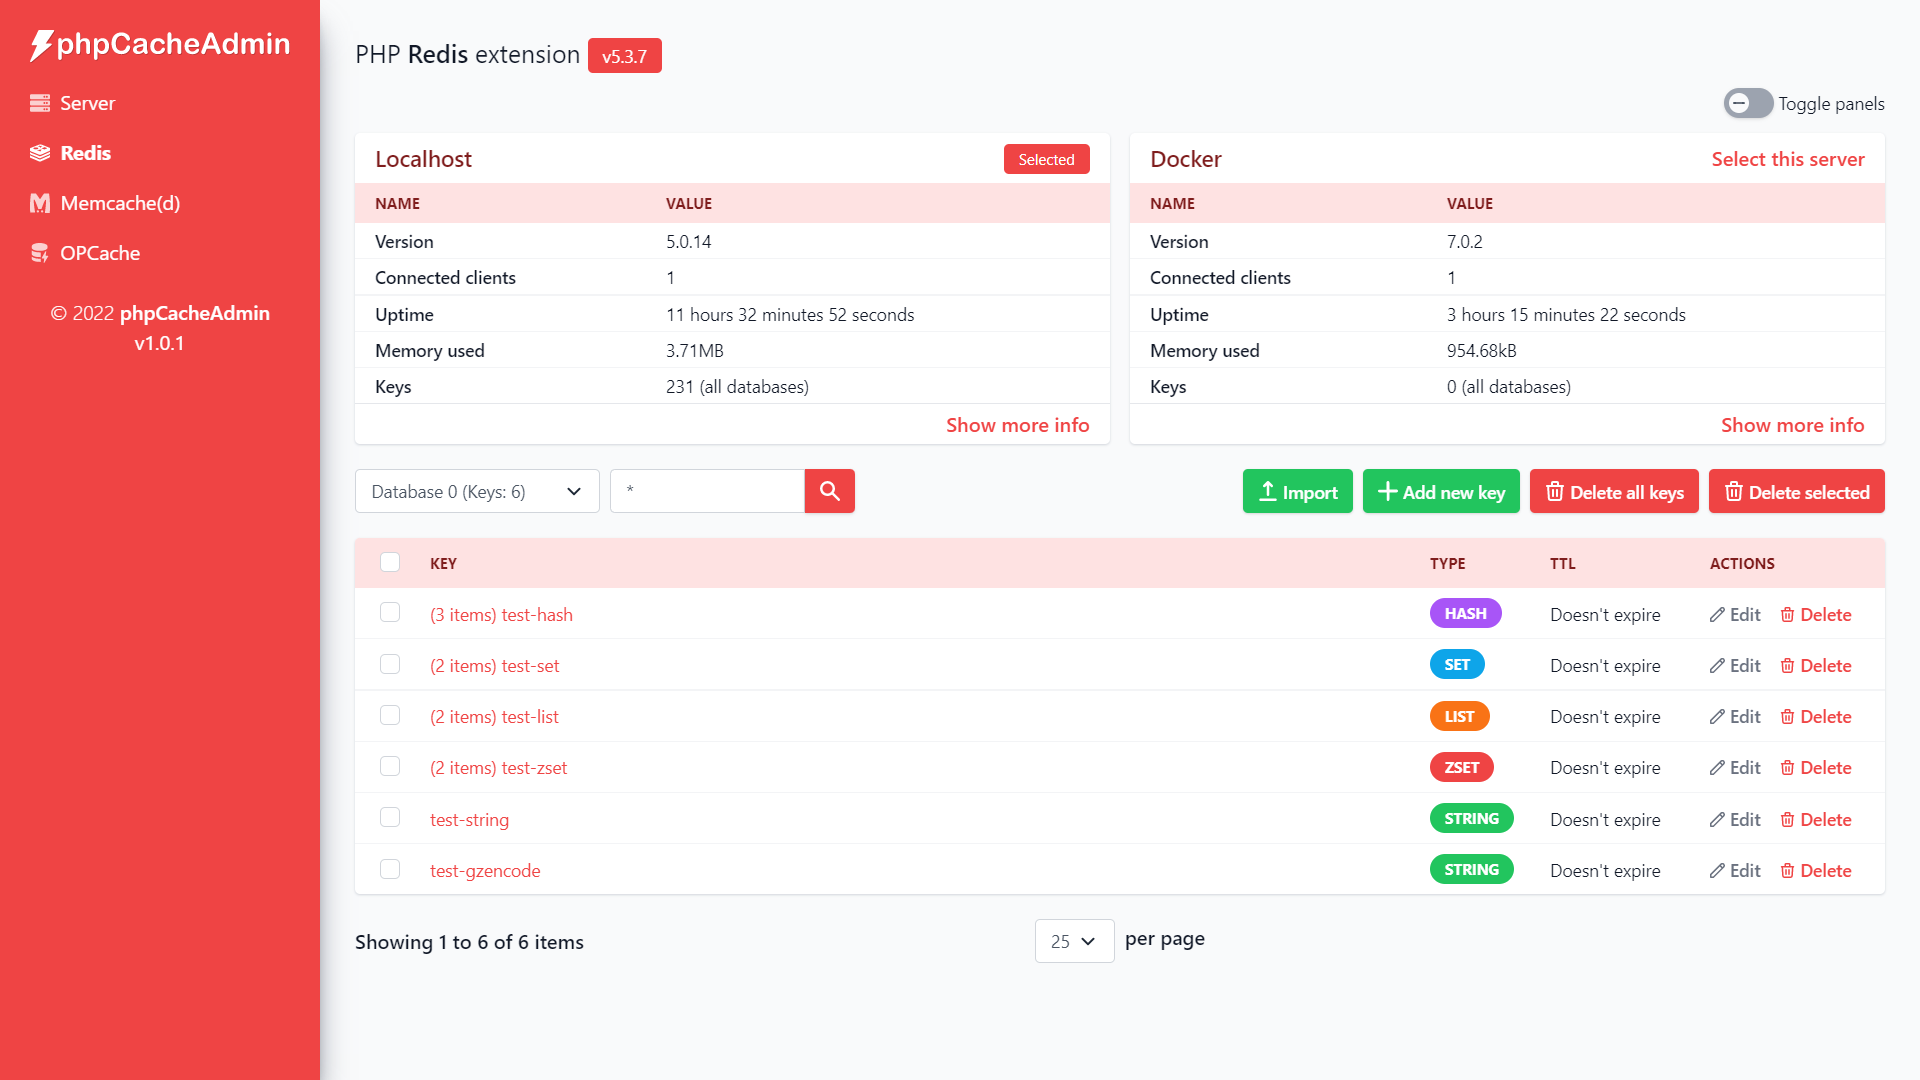 phpCacheAdmin
Server
Redis
Memcache(d)
OPCache
© 2022 phpCacheAdmin
v1.0.1
PHP Redis extension v5.3.7
Toggle panels
Localhost Selected
NAME VALUE
Version 5.0.14
Connected clients 1
Uptime 11 hours 32 minutes 52 seconds
Memory used 3.71MB
Keys 231 (all databases)
Show more info
Docker Select this server
NAME VALUE
Version 7.0.2
Connected clients 1
Uptime 3 hours 15 minutes 22 seconds
Memory used 954.68kB
Keys 0 (all databases)
Show more info
Database 0 (Keys: 6) * Import Add new key Delete all keys Delete selected
KEY TYPE TTL ACTIONS
(3 items) test-hash HASH Doesn't expire Edit Delete
(2 items) test-set SET Doesn't expire Edit Delete
(2 items) test-list LIST Doesn't expire Edit Delete
(2 items) test-zset ZSET Doesn't expire Edit Delete
test-string STRING Doesn't expire Edit Delete
test-gzencode STRING Doesn't expire Edit Delete
Showing 1 to 6 of 6 items 25 per page